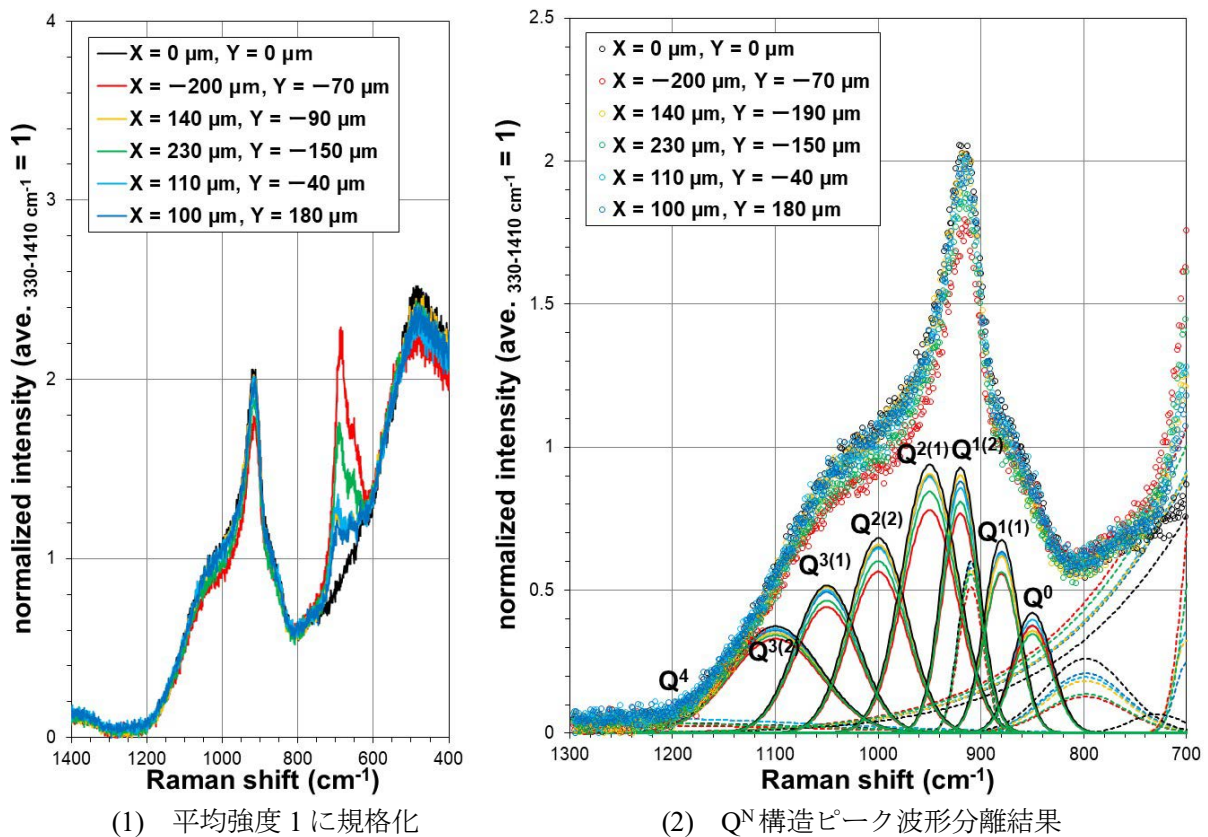 normalized intensity (ave. 330-1410 cm-1 = 1)
4
3
2
1
0
X = 0 μm, Y = 0 μm
X = −200 μm, Y = −70 μm
X = 140 μm, Y = −90 μm
X = 230 μm, Y = −150 μm
X = 110 μm, Y = −40 μm
X = 100 μm, Y = 180 μm
1400 1200 1000 800 600 400
Raman shift (cm-1)
(1) 平均強度 1 に規格化
normalized intensity (ave. 330-1410 cm-1 = 1)
2.5
2
1.5
1
0.5
0
X = 0 μm, Y = 0 μm
X = −200 μm, Y = −70 μm
X = 140 μm, Y = −190 μm
X = 230 μm, Y = −150 μm
X = 110 μm, Y = −40 μm
X = 100 μm, Y = 180 μm
Q4
Q3(2)
Q3(1)
Q2(2)
Q2(1)
Q1(2)
Q1(1)
Q0
1300 1200 1100 1000 900 800 700
Raman shift (cm-1)
(2) QN 構造ピーク波形分離結果